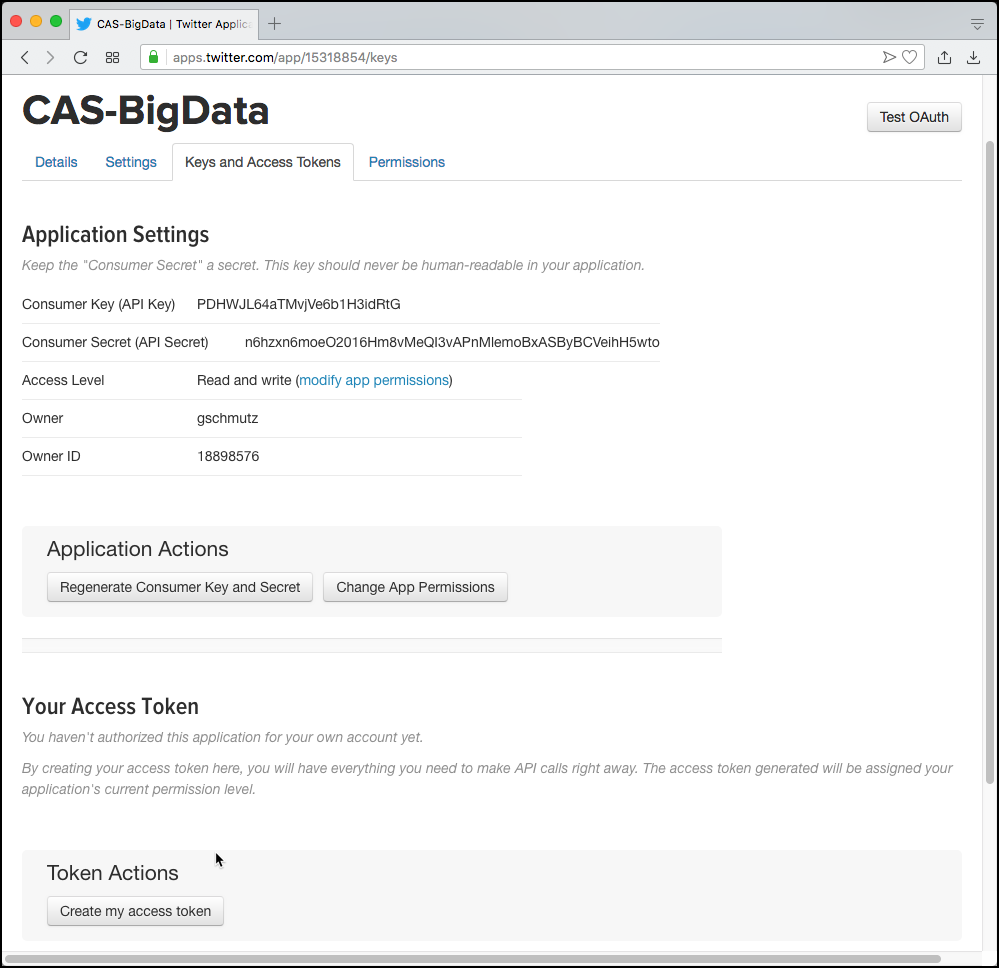 CAS-BigData | Twitter Applic
apps.twitter.com/app/15318854/keys
CAS-BigData
Test OAuth
Details Settings Keys and Access Tokens Permissions
Application Settings
Keep the "Consumer Secret" a secret. This key should never be human-readable in your application.
Consumer Key (API Key) PDHWJL64aTMvjVe6b1H3idRtG
Consumer Secret (API Secret) n6hzxn6moeO2016Hm8vMeQI3vAPnMlemoBxASByBCVeihH5wto
Access Level Read and write (modify app permissions)
Owner gschmutz
Owner ID 18898576
Application Actions
Regenerate Consumer Key and Secret Change App Permissions
Your Access Token
You haven't authorized this application for your own account yet.
By creating your access token here, you will have everything you need to make API calls right away. The access token generated will be assigned your
application's current permission level.
Token Actions
Create my access token